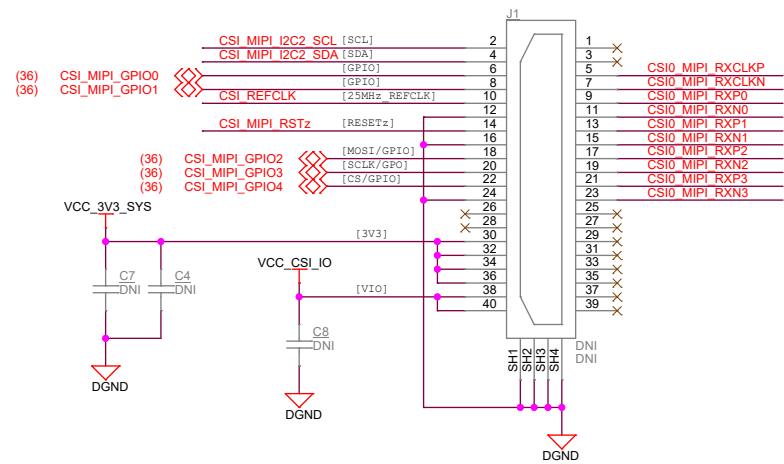 J1
CSI_MIPI_I2C2_SCL [SCL] 2 1
CSI_MIPI_I2C2_SDA [SDA] 4 3
(36) CSI_MIPI_GPIO0 [GPIO] 6 5 CSI0_MIPI_RXCLKP
(36) CSI_MIPI_GPIO1 [GPIO] 8 7 CSI0_MIPI_RXCLKN
CSI_REFCLK [25MHz_REFCLK] 10 9 CSI0_MIPI_RXP0
12 11 CSI0_MIPI_RXN0
CSI_MIPI_RSTz [RESETz] 14 13 CSI0_MIPI_RXP1
16 15 CSI0_MIPI_RXN1
(36) CSI_MIPI_GPIO2 [MOSI/GPIO] 18 17 CSI0_MIPI_RXP2
(36) CSI_MIPI_GPIO3 [SCLK/GPO] 20 19 CSI0_MIPI_RXN2
(36) CSI_MIPI_GPIO4 [CS/GPIO] 22 21 CSI0_MIPI_RXP3
24 23 CSI0_MIPI_RXN3
VCC_3V3_SYS 26 25
28 27
[3V3] 30 29
32 31
VCC_CSI_IO 34 33
C7 C4 36 35
DNI DNI [VIO] 38 37
40 39
C8
DNI DNI
DNI
SH1 SH2 SH3 SH4
DGND
DGND
DGND